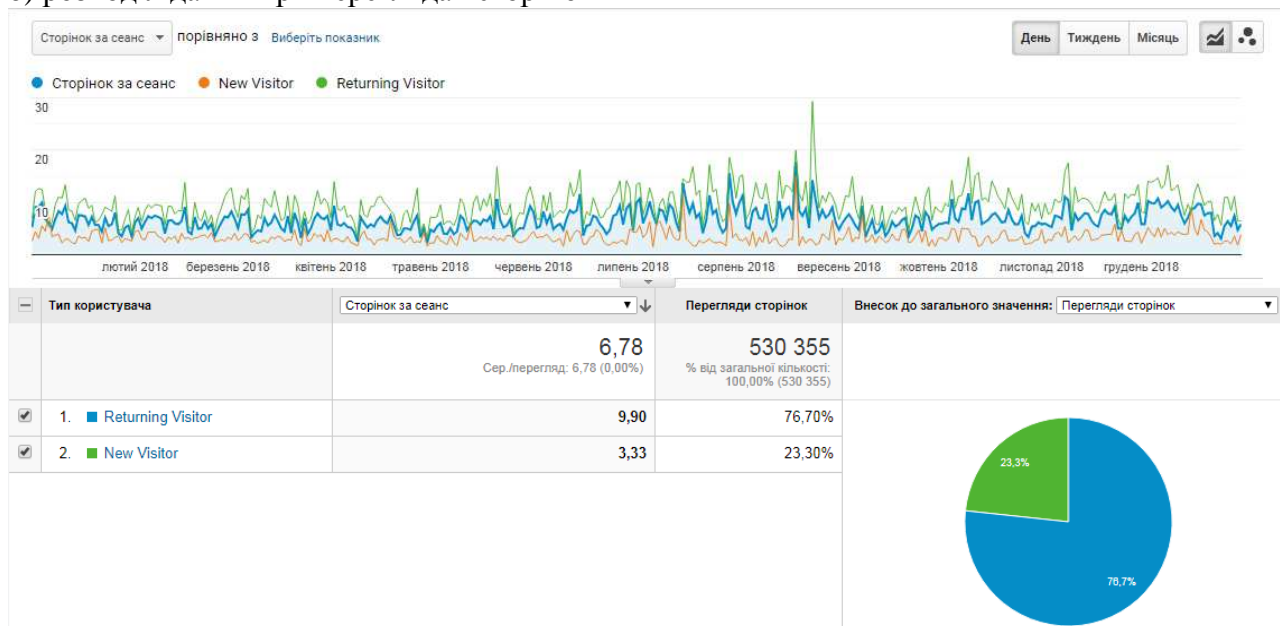 Сторінок за сеанс порівняно з Виберіть показник День Тиждень Місяць
Сторінок за сеанс New Visitor Returning Visitor
30
20
10
лютий 2018 березень 2018 квітень 2018 травень 2018 червень 2018 липень 2018 серпень 2018 вересень 2018 жовтень 2018 листопад 2018 грудень 2018
Тип користувача Сторінок за сеанс Перегляди сторінок Внесок до загального значення: Перегляди сторінок
6,78 530 355
Сер./перегляд: 6,78 (0,00%) % від загальної кількості:
100,00% (530 355)
1. Returning Visitor 9,90 76,70%
2. New Visitor 3,33 23,30%
23,3%
76,7%